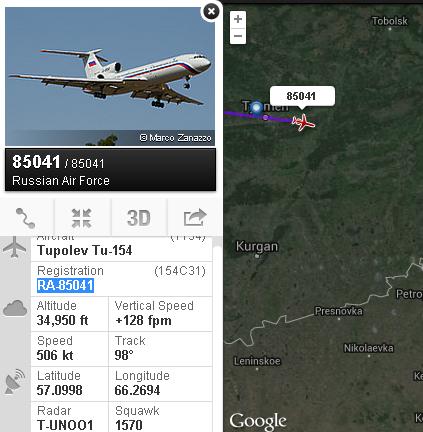 © Marco Zanazzo
85041 / 85041
Russian Air Force
3D
Aircraft (T154)
Tupolev Tu-154
Registration (154C31)
RA-85041
Altitude
34,950 ft
Vertical Speed
+128 fpm
Speed
506 kt
Track
98°
Latitude
57.0998
Longitude
66.2694
Radar
T-UNOO1
Squawk
1570
+
-
Tobolsk
85041
Kurgan
Petro
Presnovka
Nikolaevka
Leninskoe
Google